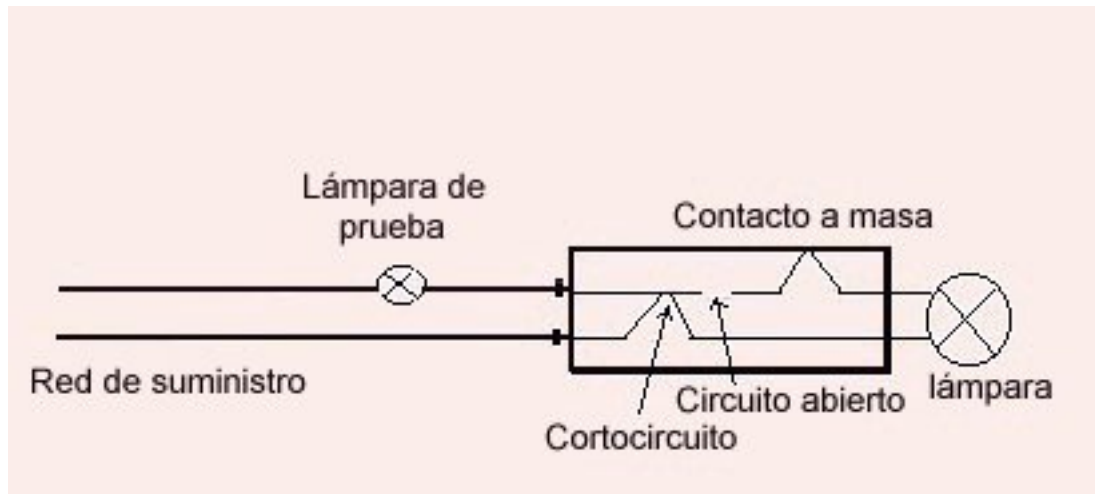 Lámpara de
prueba
Contacto a masa
Red de suministro
Circuito abierto
lámpara
Cortocircuito